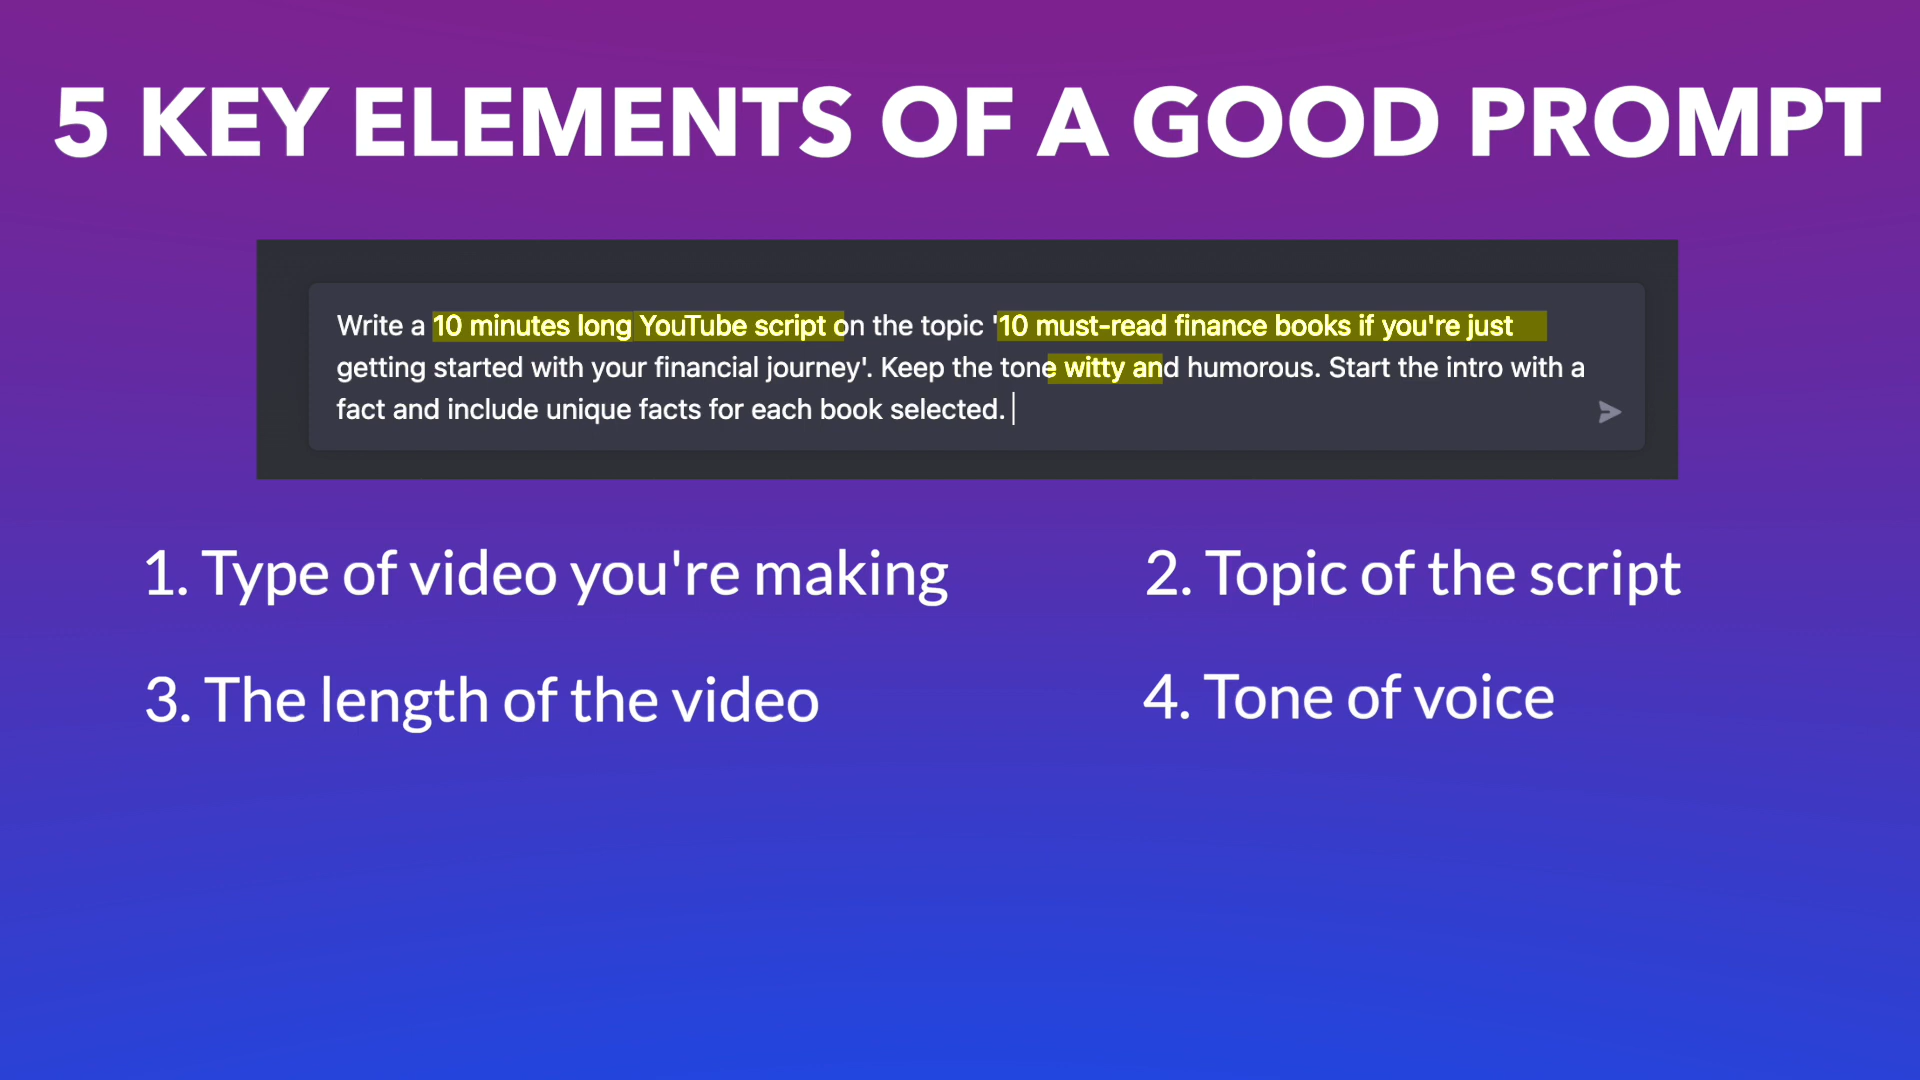 5 KEY ELEMENTS OF A GOOD PROMPT
Write a 10 minutes long YouTube script on the topic '10 must-read finance books if you're just
getting started with your financial journey'. Keep the tone witty and humorous. Start the intro with a
fact and include unique facts for each book selected.
1. Type of video you're making
2. Topic of the script
3. The length of the video
4. Tone of voice